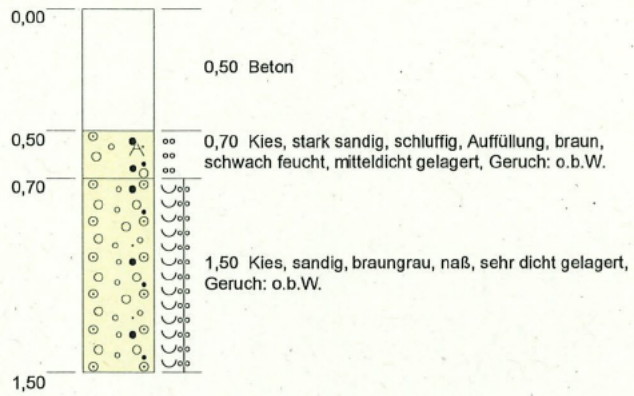 0,00
0,50 Beton
0,50
0,70 Kies, stark sandig, schluffig, Auffüllung, braun,
schwach feucht, mitteldicht gelagert, Geruch: o.b.W.
A
0,70
1,50 Kies, sandig, braungrau, naß, sehr dicht gelagert,
Geruch: o.b.W.
1,50